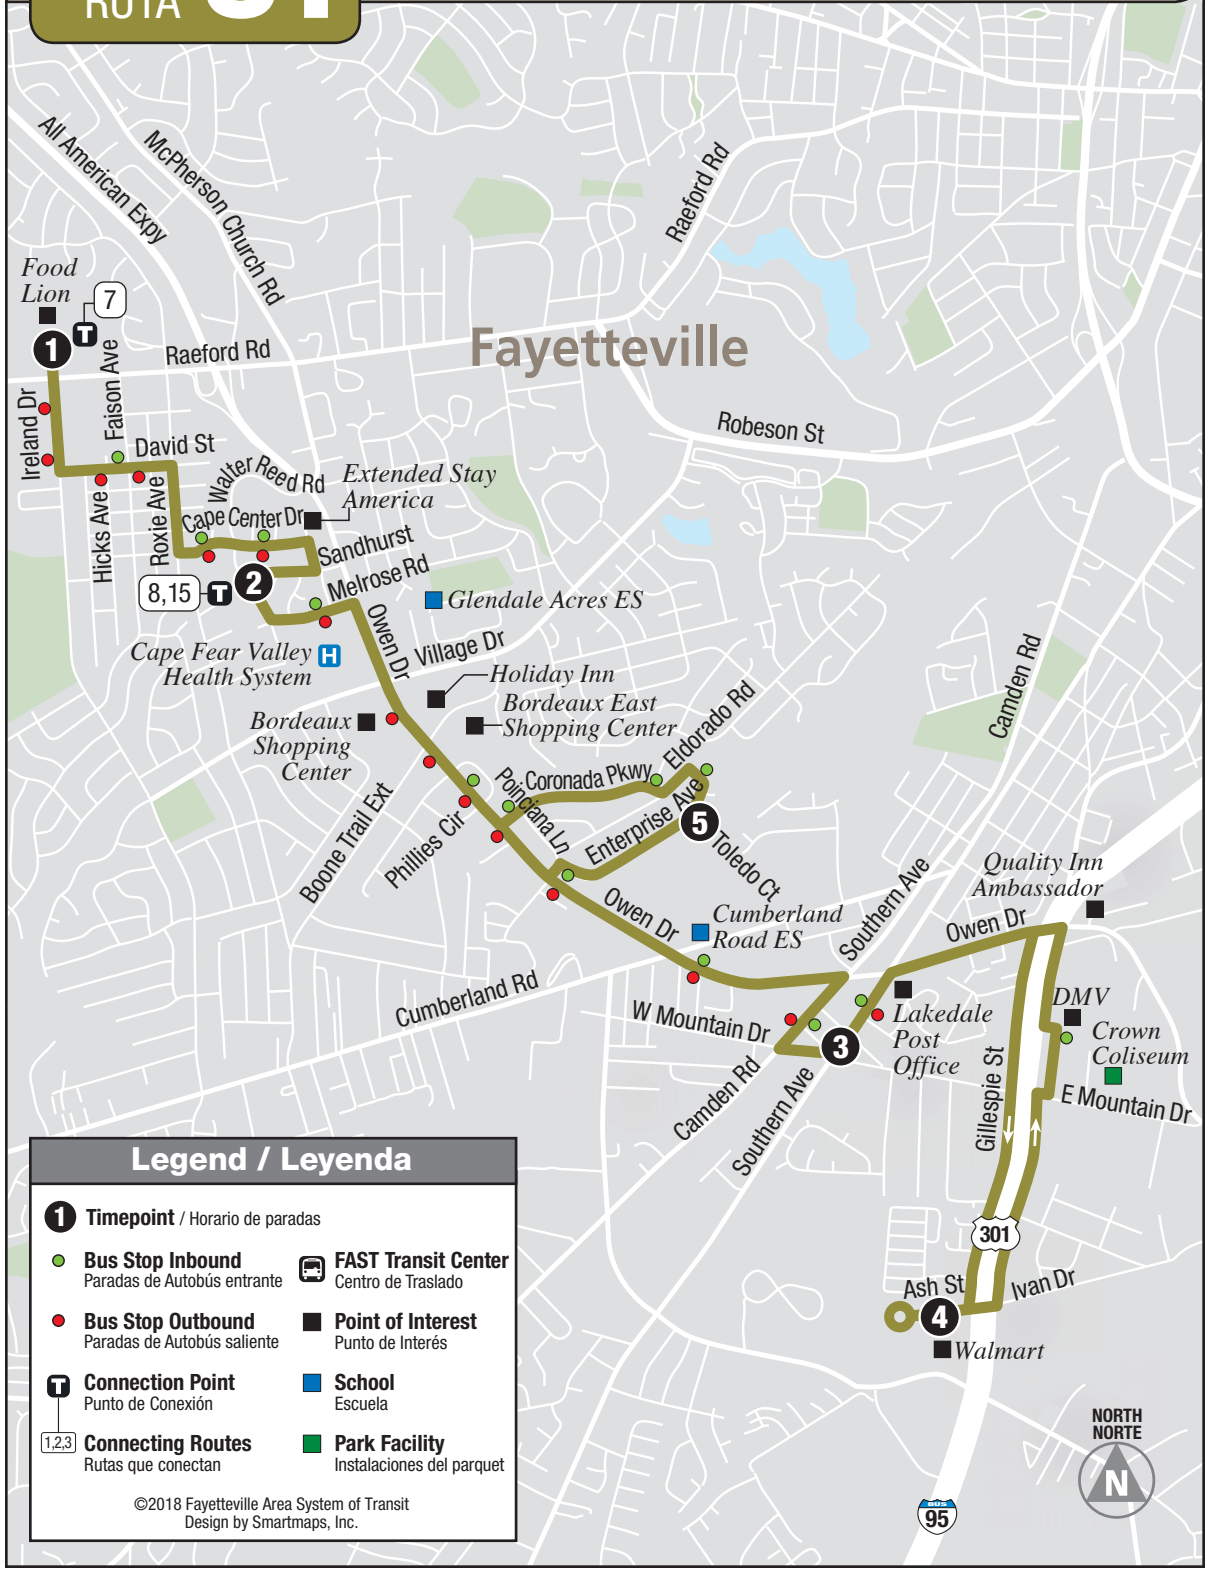 RUTA
All American Expy
McPherson Church Rd
Raeford Rd
Food
Lion
7
T
1
Fayetteville
Raeford Rd
Faison Ave
Ireland Dr
David St
Robeson St
Walter Reed Rd
Extended Stay
America
Hicks Ave
Roxie Ave
Cape Center Dr
Sandhurst
8,15
T
2
Melrose Rd
Glendale Acres ES
Owen Dr
Village Dr
Cape Fear Valley
Health System
H
Holiday Inn
Bordeaux East
Shopping Center
Bordeaux
Shopping
Center
Camden Rd
Eldorado Rd
Coronada Pkwy
Poinciana Ln
Boone Trail Ext
Phillies Cir
Enterprise Ave
5
Toledo Ct
Quality Inn
Ambassador
Southern Ave
Owen Dr
Owen Dr
Cumberland
Road ES
Cumberland Rd
W Mountain Dr
3
Lakedale
Post
Office
DMV
Crown
Coliseum
Camden Rd
Southern Ave
Gillespie St
E Mountain Dr
301
Ash St
Ivan Dr
4
Walmart
NORTH
NORTE
N
BUS
95
Legend / Leyenda
1 Timepoint / Horario de paradas
Bus Stop Inbound
Paradas de Autobús entrante
FAST Transit Center
Centro de Traslado
Bus Stop Outbound
Paradas de Autobús saliente
Point of Interest
Punto de Interés
T Connection Point
Punto de Conexión
School
Escuela
1,2,3 Connecting Routes
Rutas que conectan
Park Facility
Instalaciones del parquet
©2018 Fayetteville Area System of Transit
Design by Smartmaps, Inc.